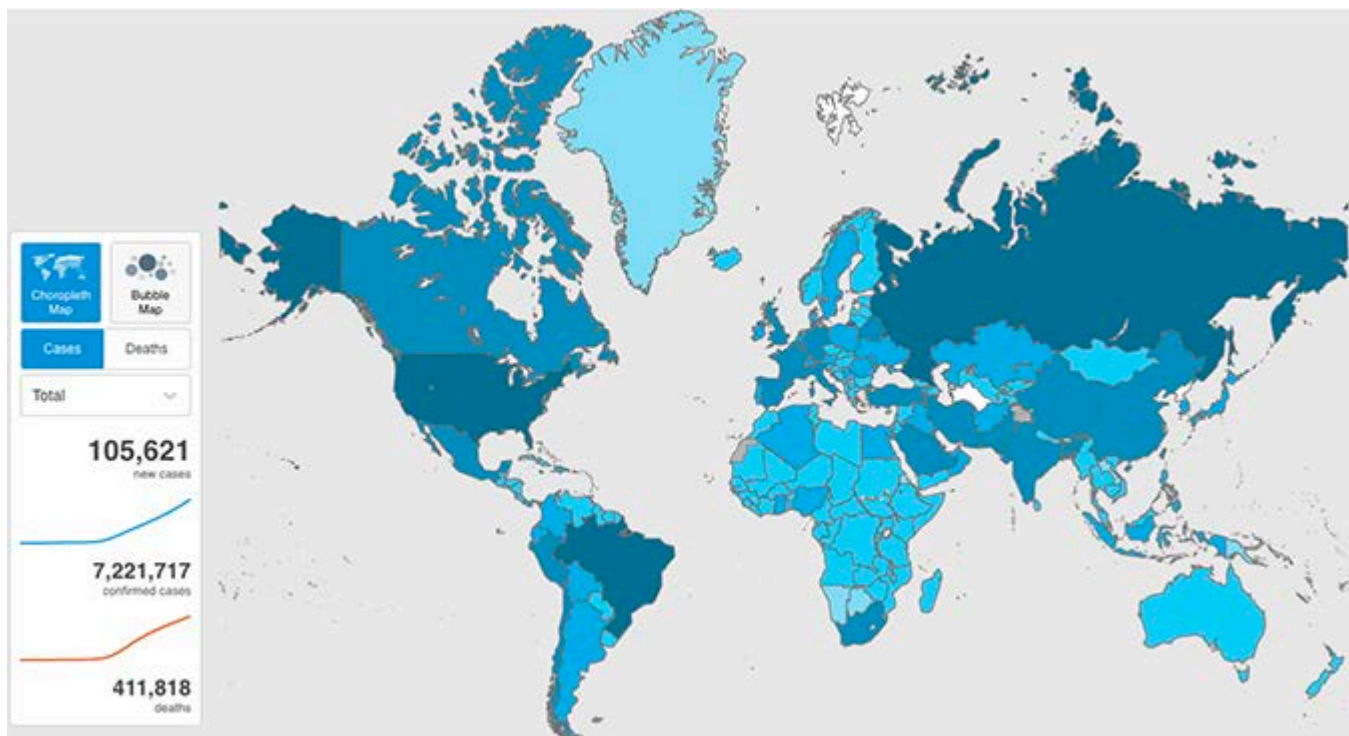 Choropleth
Map
Bubble
Map
Cases
Deaths
Total
105,621
new cases
7,221,717
confirmed cases
411,818
deaths